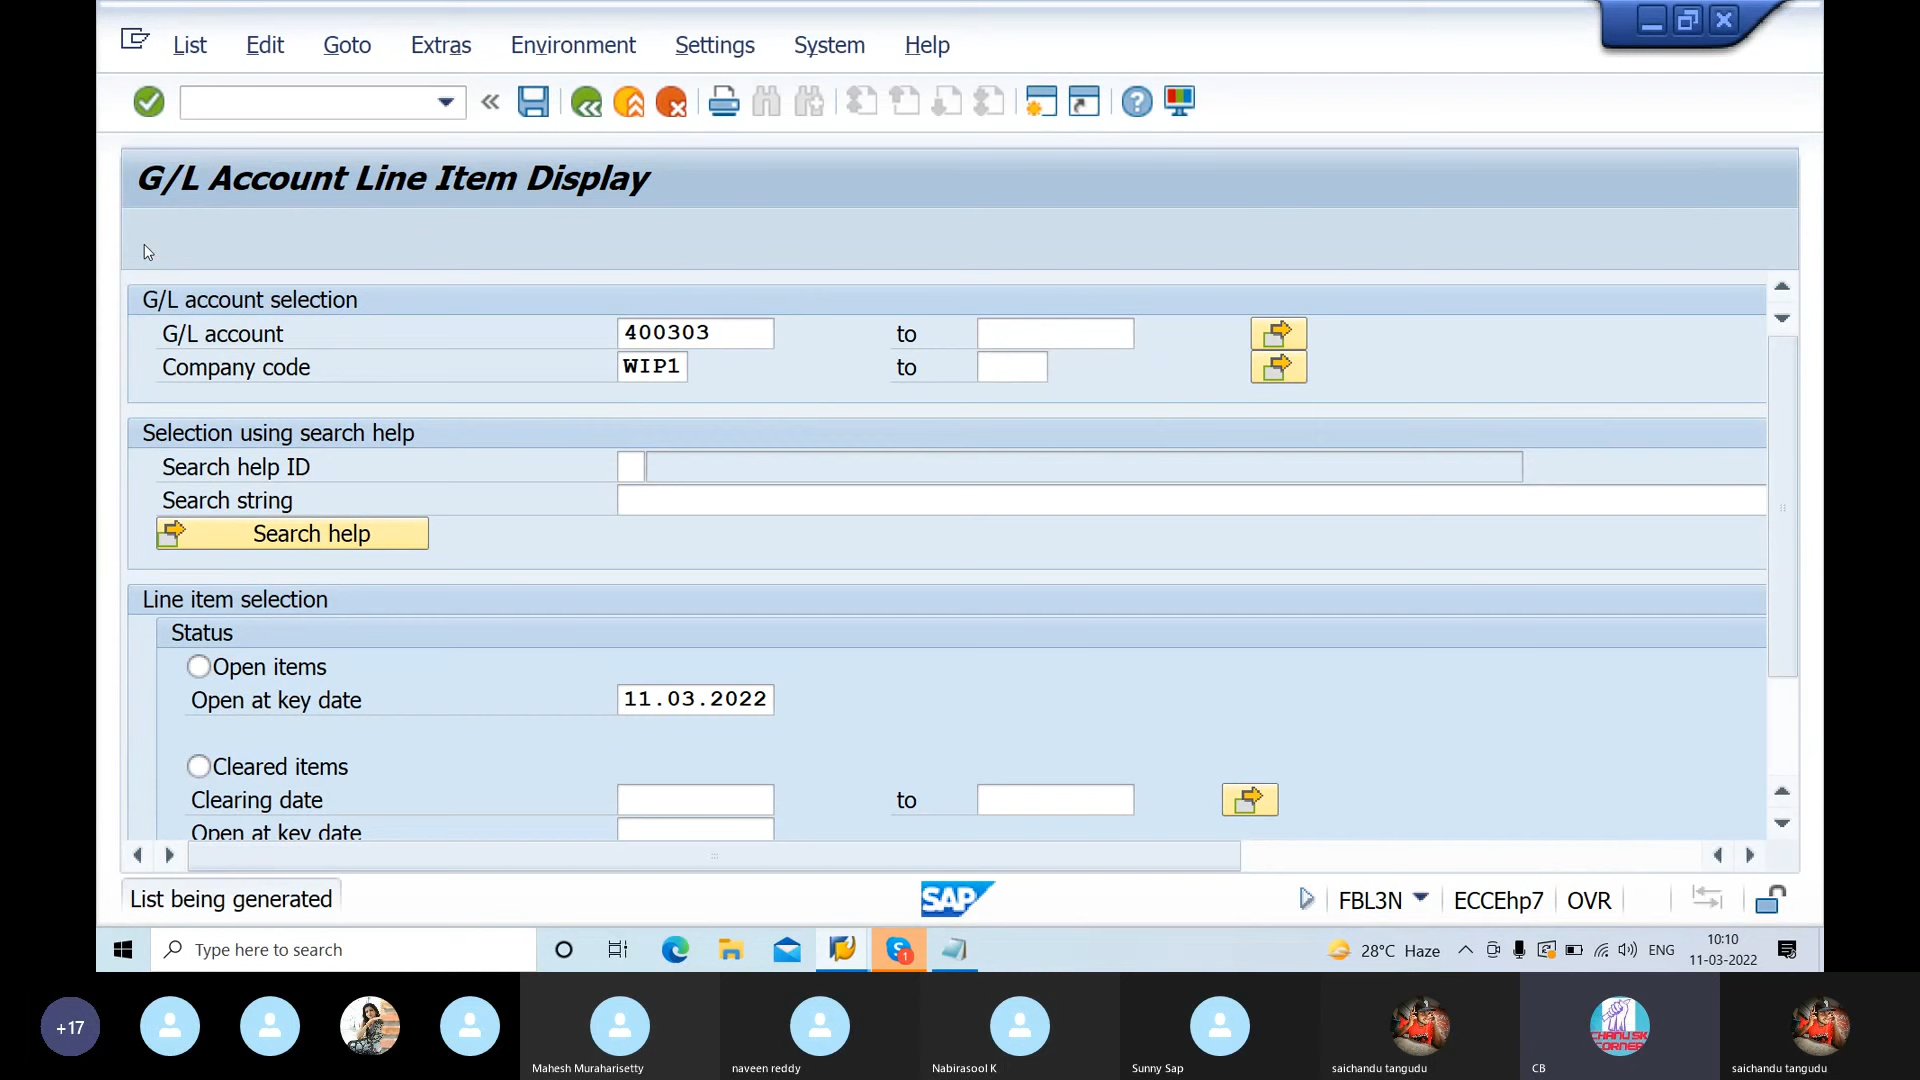 List Edit Goto Extras Environment Settings System Help
G/L Account Line Item Display
G/L account selection
G/L account 400303 to
Company code WIP1 to
Selection using search help
Search help ID
Search string
Search help
Line item selection
Status
Open items
Open at key date 11.03.2022
Cleared items
Clearing date to
Open at key date
List being generated SAP FBL3N ECCEhp7 OVR
Type here to search 1 28°C Haze ENG 10:10
11-03-2022
+17
CHANU SK
CORNER
Mahesh Muraharisetty naveen reddy Nabirasool K Sunny Sap saichandu tangudu CB saichandu tangudu